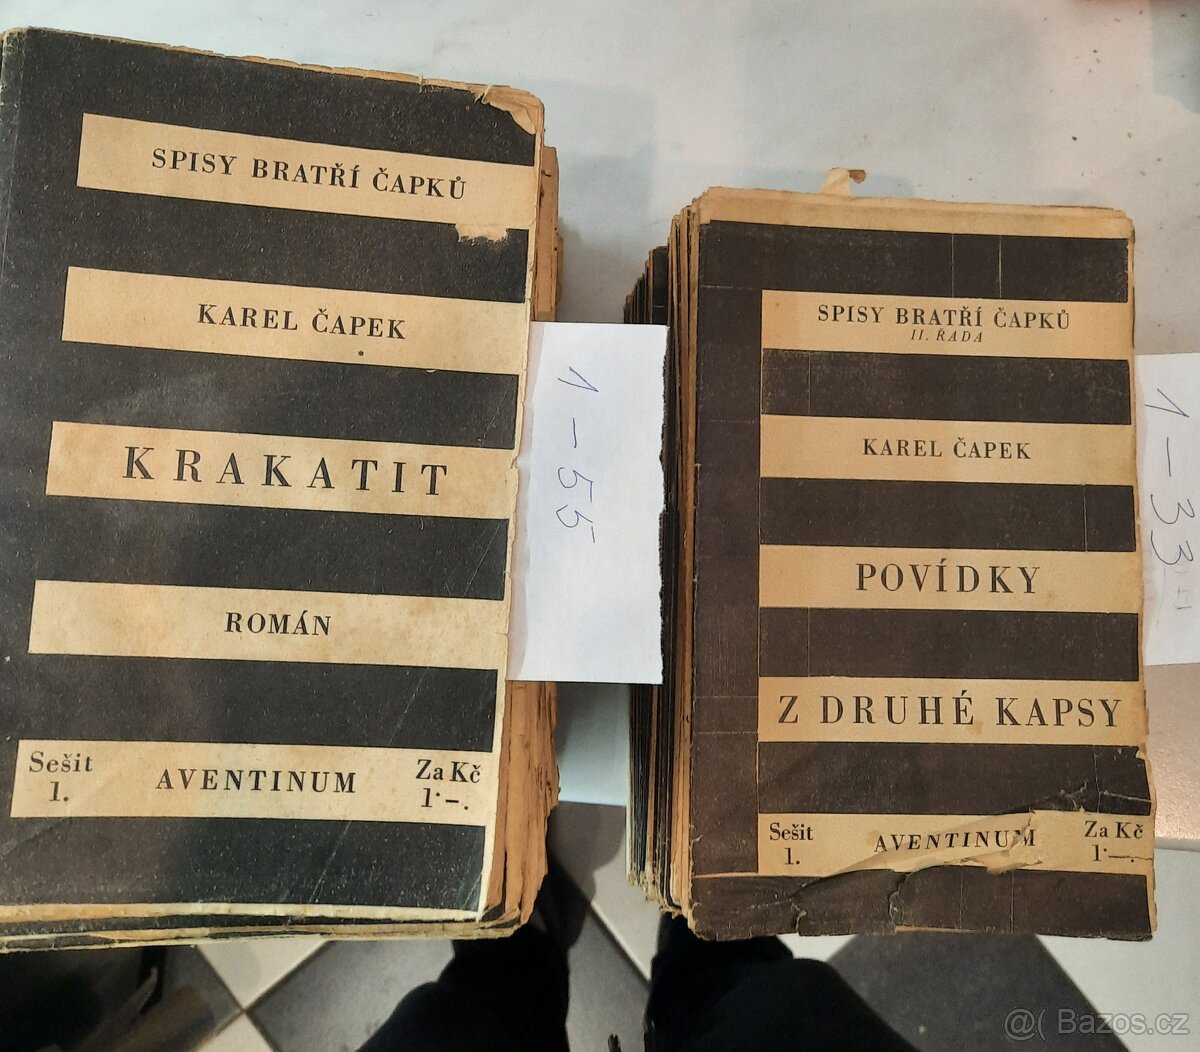 SPISY BRATŘÍ ČAPKŮ
KAREL ČAPEK
KRAKATIT
ROMÁN
Sešit
1.
AVENTINUM
Za Kč
1·–.
1–55
SPISY BRATŘÍ ČAPKŮ
II. ŘADA
KAREL ČAPEK
POVÍDKY
Z DRUHÉ KAPSY
Sešit
1.
AVENTINUM
Za Kč
1·—.
1–33
@( Bazos.cz